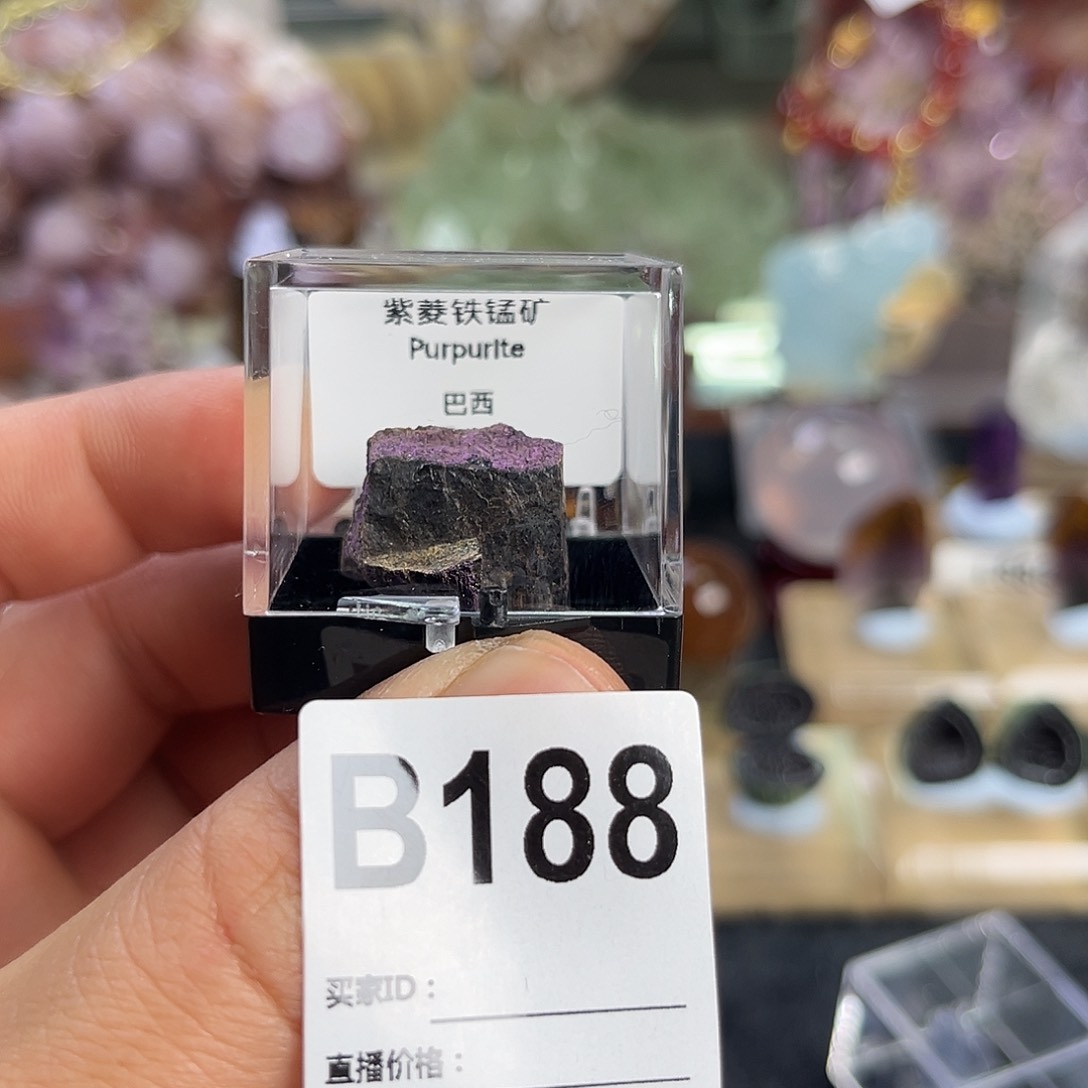 紫菱铁锰矿
Purpurite
巴西
B188
买家ID：
直播价格：